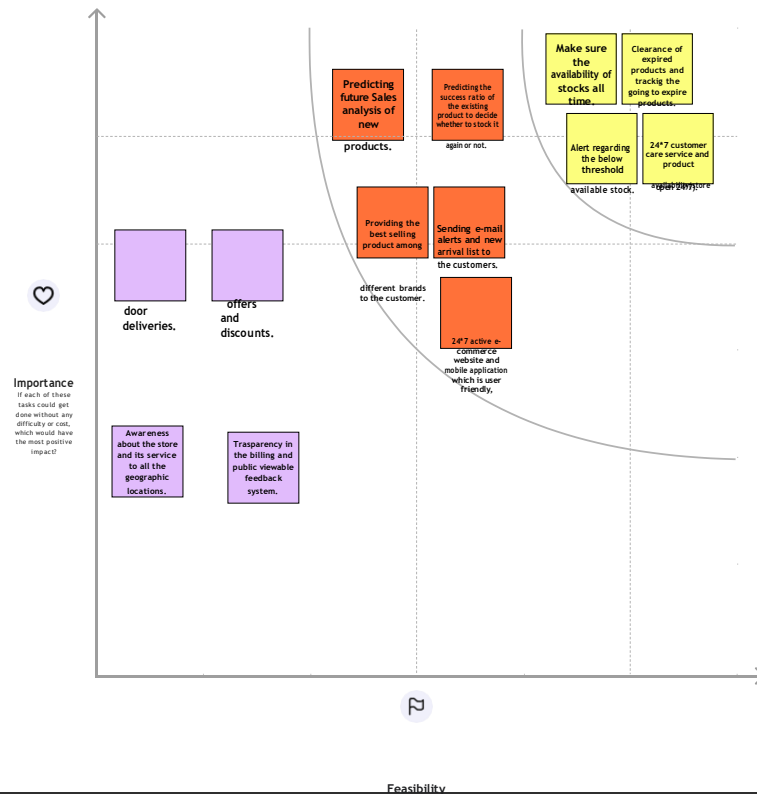 Make sure
the
availability of
stocks all
time.
Clearance of
expired
products and
trackig the
going to expire
products.
Predicting
future Sales
analysis of
new
products.
Predicting the
success ratio of
the existing
product to decide
whether to stock it
again or not.
Alert regarding
the below
threshold
available stock.
24*7 customer
care service and
product
Providing the
best selling
product among
different brands
to the customer.
Sending e-mail
alerts and new
arrival list to
the customers.
door
deliveries.
offers
and
discounts.
24*7 active e-
commerce
website and
mobile application
which is user
friendly,
Importance
If each of these
tasks could get
done without any
difficulty or cost,
which would have
the most positive
impact?
Awareness
about the store
and its service
to all the
geographic
locations.
Trasparency in
the billing and
public viewable
feedback
system.
Feasibility